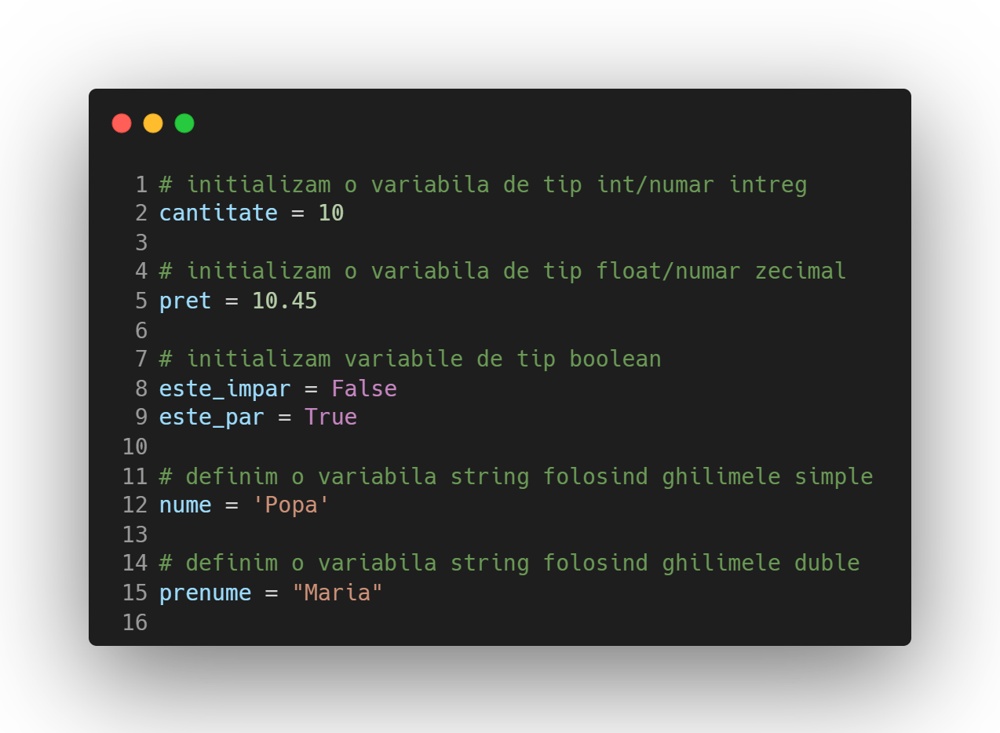 1 # initializam o variabila de tip int/numar intreg
2 cantitate = 10
3
4 # initializam o variabila de tip float/numar zecimal
5 pret = 10.45
6
7 # initializam variabile de tip boolean
8 este_impar = False
9 este_par = True
10
11 # definim o variabila string folosind ghilimele simple
12 nume = 'Popa'
13
14 # definim o variabila string folosind ghilimele duble
15 prenume = "Maria"
16